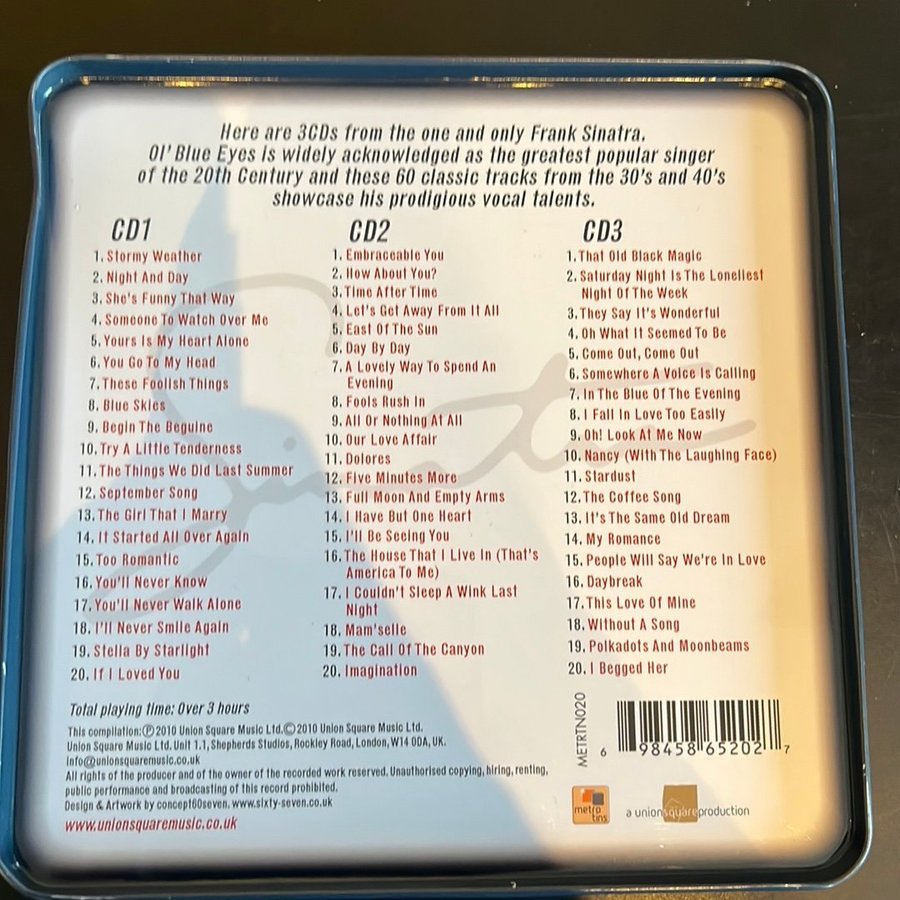 Here are 3CDs from the one and only Frank Sinatra.
Ol' Blue Eyes is widely acknowledged as the greatest popular singer
of the 20th Century and these 60 classic tracks from the 30's and 40's
showcase his prodigious vocal talents.
CD1
1. Stormy Weather
2. Night And Day
3. She's Funny That Way
4. Someone To Watch Over Me
5. Yours Is My Heart Alone
6. You Go To My Head
7. These Foolish Things
8. Blue Skies
9. Begin The Beguine
10. Try A Little Tenderness
11. The Things We Did Last Summer
12. September Song
13. The Girl That I Marry
14. It Started All Over Again
15. Too Romantic
16. You'll Never Know
17. You'll Never Walk Alone
18. I'll Never Smile Again
19. Stella By Starlight
20. If I Loved You
CD2
1. Embraceable You
2. How About You?
3. Time After Time
4. Let's Get Away From It All
5. East Of The Sun
6. Day By Day
7. A Lovely Way To Spend An
Evening
8. Fools Rush In
9. All Or Nothing At All
10. Our Love Affair
11. Dolores
12. Five Minutes More
13. Full Moon And Empty Arms
14. I Have But One Heart
15. I'll Be Seeing You
16. The House That I Live In (That's
America To Me)
17. I Couldn't Sleep A Wink Last
Night
18. Mam'selle
19. The Call Of The Canyon
20. Imagination
CD3
1. That Old Black Magic
2. Saturday Night Is The Loneliest
Night Of The Week
3. They Say It's Wonderful
4. Oh What It Seemed To Be
5. Come Out, Come Out
6. Somewhere A Voice Is Calling
7. In The Blue Of The Evening
8. I Fall In Love Too Easily
9. Oh! Look At Me Now
10. Nancy (With The Laughing Face)
11. Stardust
12. The Coffee Song
13. It's The Same Old Dream
14. My Romance
15. People Will Say We're In Love
16. Daybreak
17. This Love Of Mine
18. Without A Song
19. Polkadots And Moonbeams
20. I Begged Her
Sinatra
Total playing time: Over 3 hours
This compilation: Ⓟ 2010 Union Square Music Ltd. © 2010 Union Square Music Ltd.
Union Square Music Ltd. Unit 1.1, Shepherds Studios, Rockley Road, London, W14 0DA, UK.
info@unionsquaremusic.co.uk
All rights of the producer and of the owner of the recorded work reserved. Unauthorised copying, hiring, renting,
public performance and broadcasting of this record prohibited.
Design & Artwork by concept60seven. www.sixty-seven.co.uk
www.unionsquaremusic.co.uk
METRTN020
6 98458 65202 7
metro
tins
a unionsquareproduction